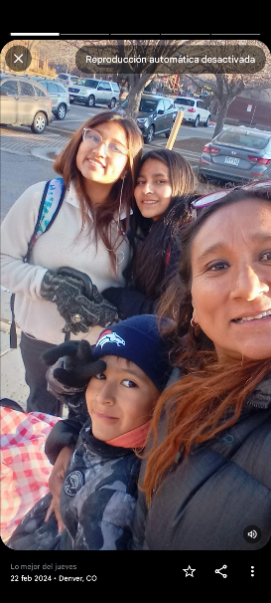 Reproducción automática desactivada
Lo mejor del jueves
22 feb 2024 • Denver, CO